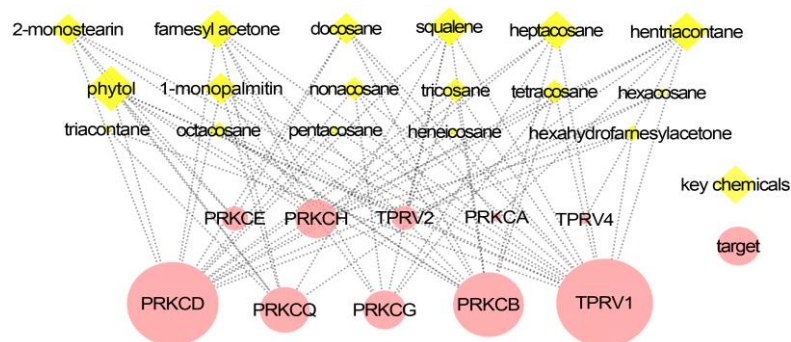 2-monostearin farnesyl acetone docosane squalene heptacosane hentriacontane
phytol 1-monopalmitin nonacosane tricosane tetracosane hexacosane
triacontane octacosane pentacosane heneicosane hexahydrofarnesylacetone
key chemicals
PRKCE PRKCH TPRV2 PRKCA TPRV4
target
PRKCD PRKCQ PRKCG PRKCB TPRV1